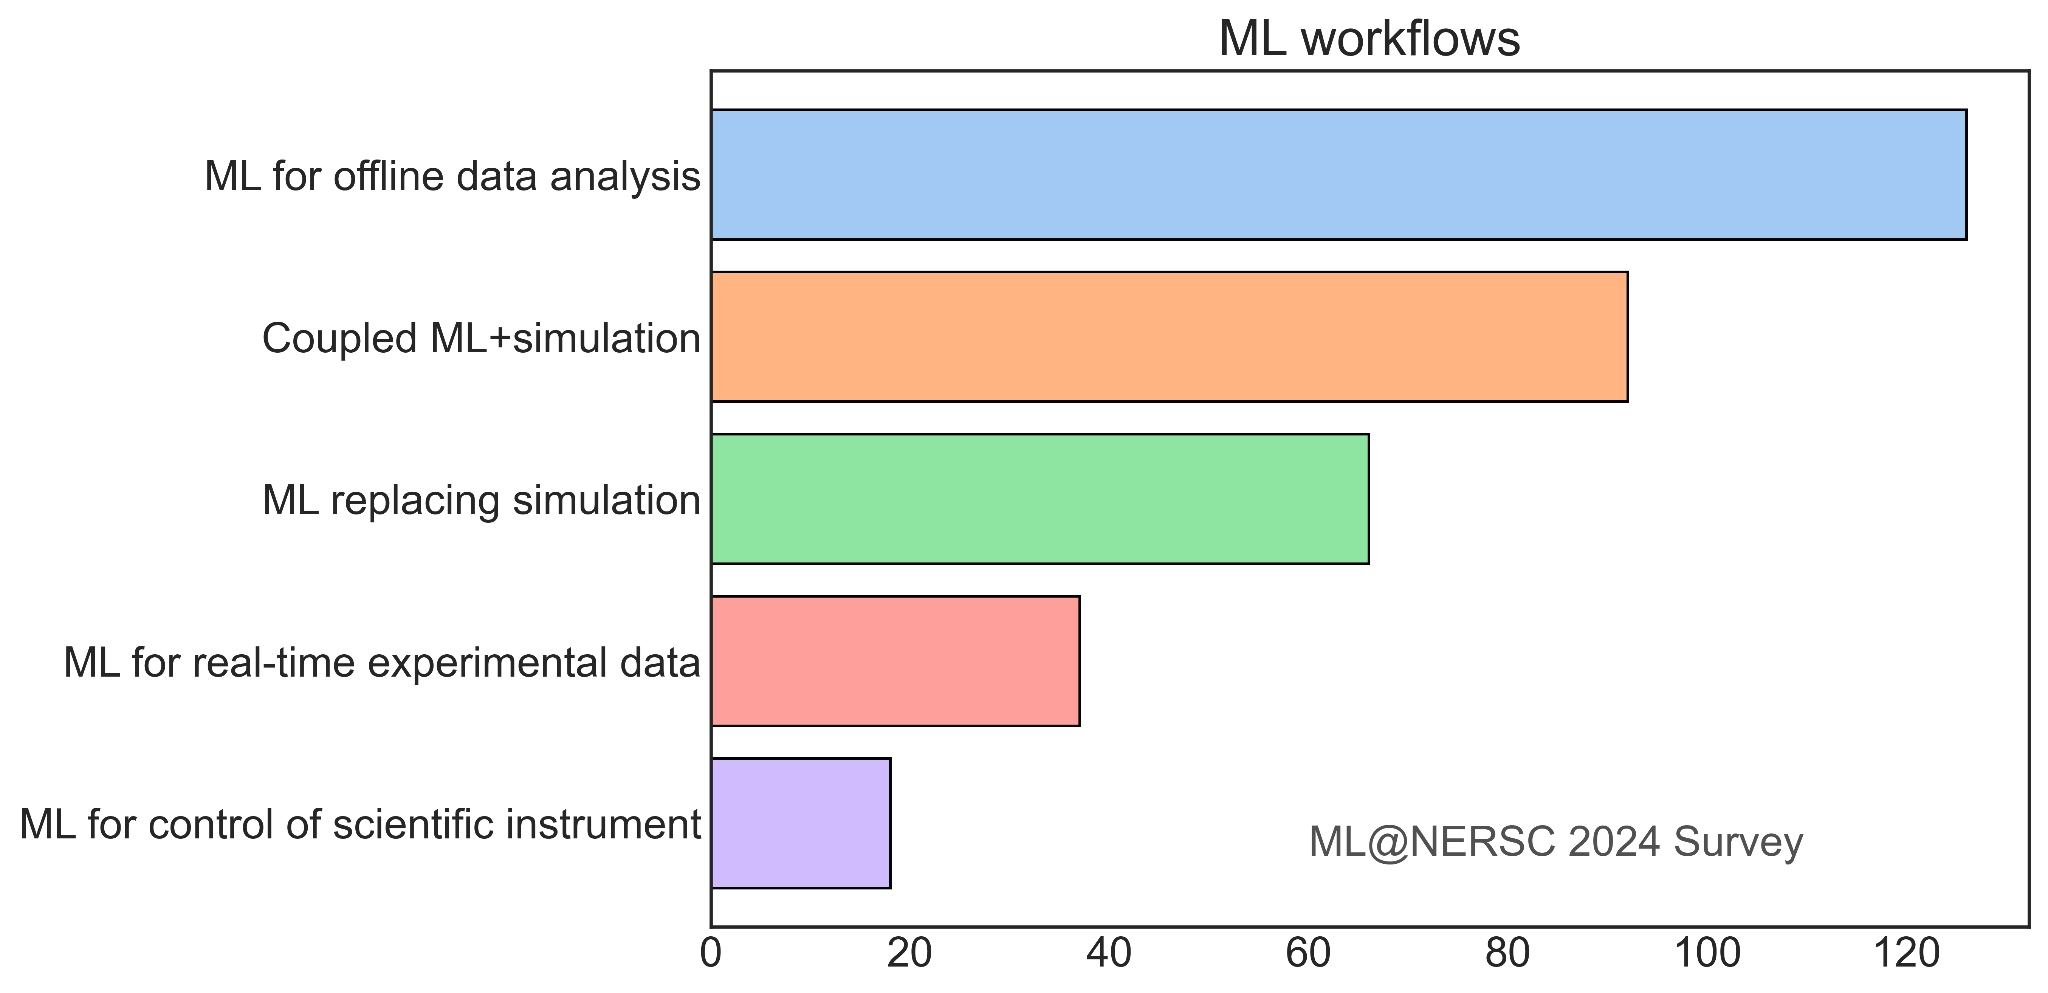 ML workflows
ML for offline data analysis
Coupled ML+simulation
ML replacing simulation
ML for real-time experimental data
ML for control of scientific instrument
ML@NERSC 2024 Survey
0 20 40 60 80 100 120